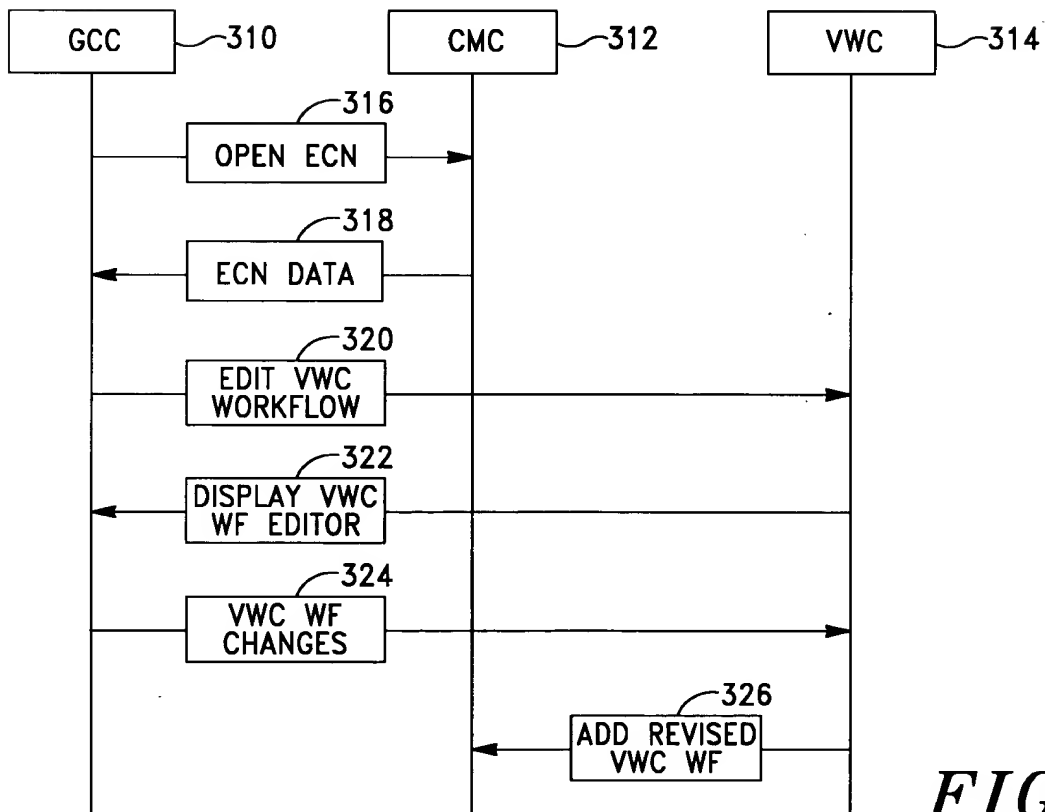 GCC 310 CMC 312 VWC 314
316
OPEN ECN
318
ECN DATA
320
EDIT VWC
WORKFLOW
322
DISPLAY VWC
WF EDITOR
324
VWC WF
CHANGES
326
ADD REVISED
VWC WF
FIG